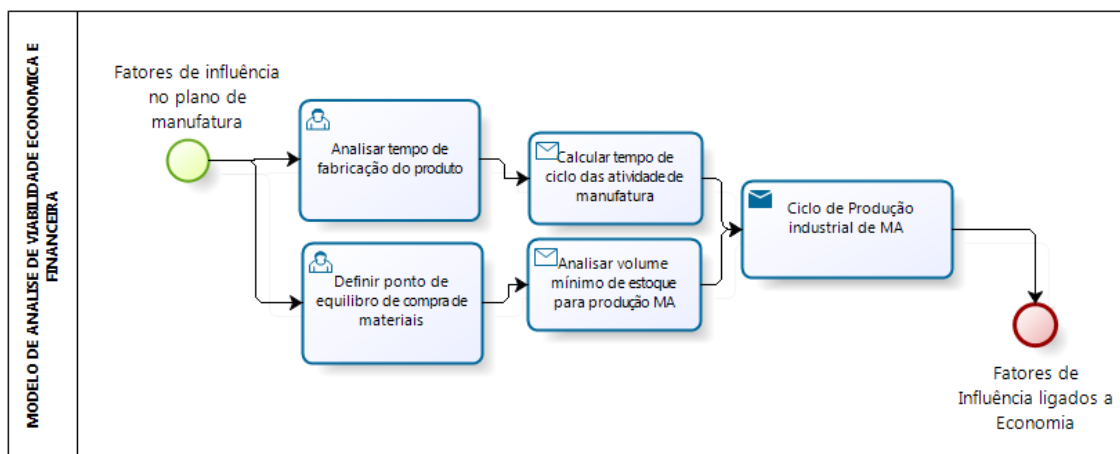 MODELO DE ANALISE DE VIABILIDADE ECONOMICA E
FINANCEIRA
Fatores de influência
no plano de
manufatura
Analisar tempo de
fabricação do produto
Calcular tempo de
ciclo das atividade de
manufatura
Definir ponto de
equilibro de compra de
materiais
Analisar volume
mínimo de estoque
para produção MA
Ciclo de Produção
industrial de MA
Fatores de
Influência ligados a
Economia